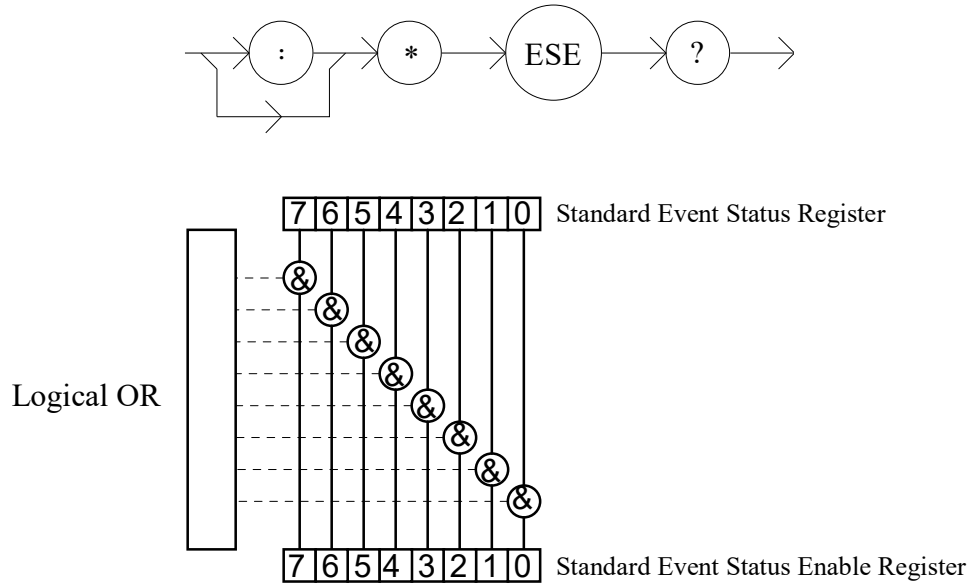 : * ESE ?
7 6 5 4 3 2 1 0 Standard Event Status Register
&
&
&
&
Logical OR
&
&
&
&
7 6 5 4 3 2 1 0 Standard Event Status Enable Register